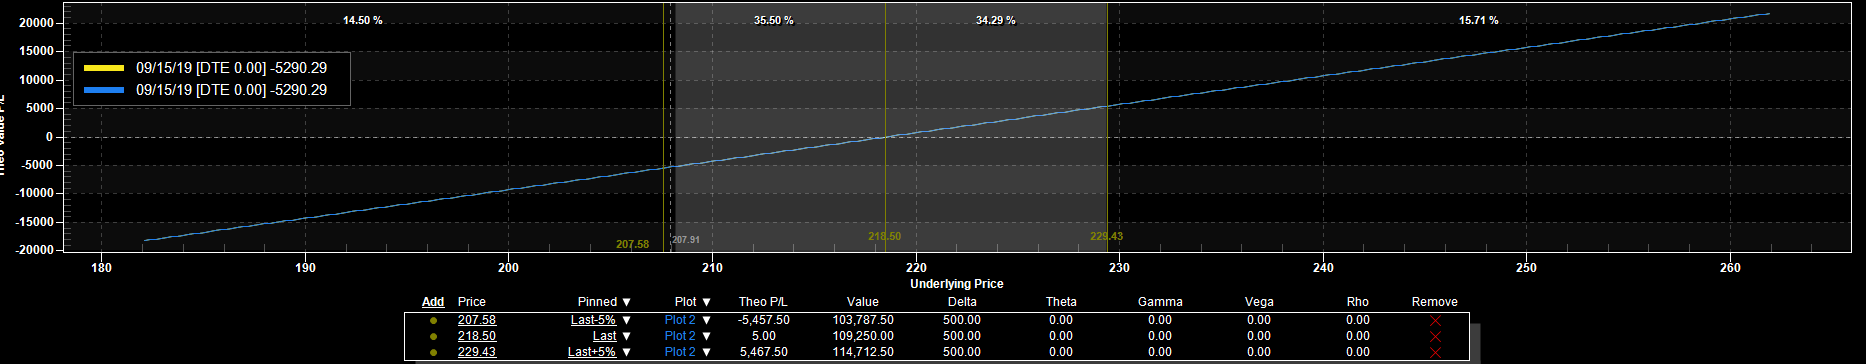 14.50 % 35.50 % 34.29 % 15.71 %
20000
15000
10000
5000
0
-5000
-10000
-15000
-20000
09/15/19 [DTE 0.00] -5290.29
09/15/19 [DTE 0.00] -5290.29
207.58 207.91 218.50 229.43
180 190 200 210 220 230 240 250 260
Underlying Price
Add Price Pinned ▼ Plot ▼ Theo P/L Value Delta Theta Gamma Vega Rho Remove
207.58 Last-5% ▼ Plot 2 ▼ -5,457.50 103,787.50 500.00 0.00 0.00 0.00 0.00
218.50 Last ▼ Plot 2 ▼ 5.00 109,250.00 500.00 0.00 0.00 0.00 0.00
229.43 Last+5% ▼ Plot 2 ▼ 5,467.50 114,712.50 500.00 0.00 0.00 0.00 0.00